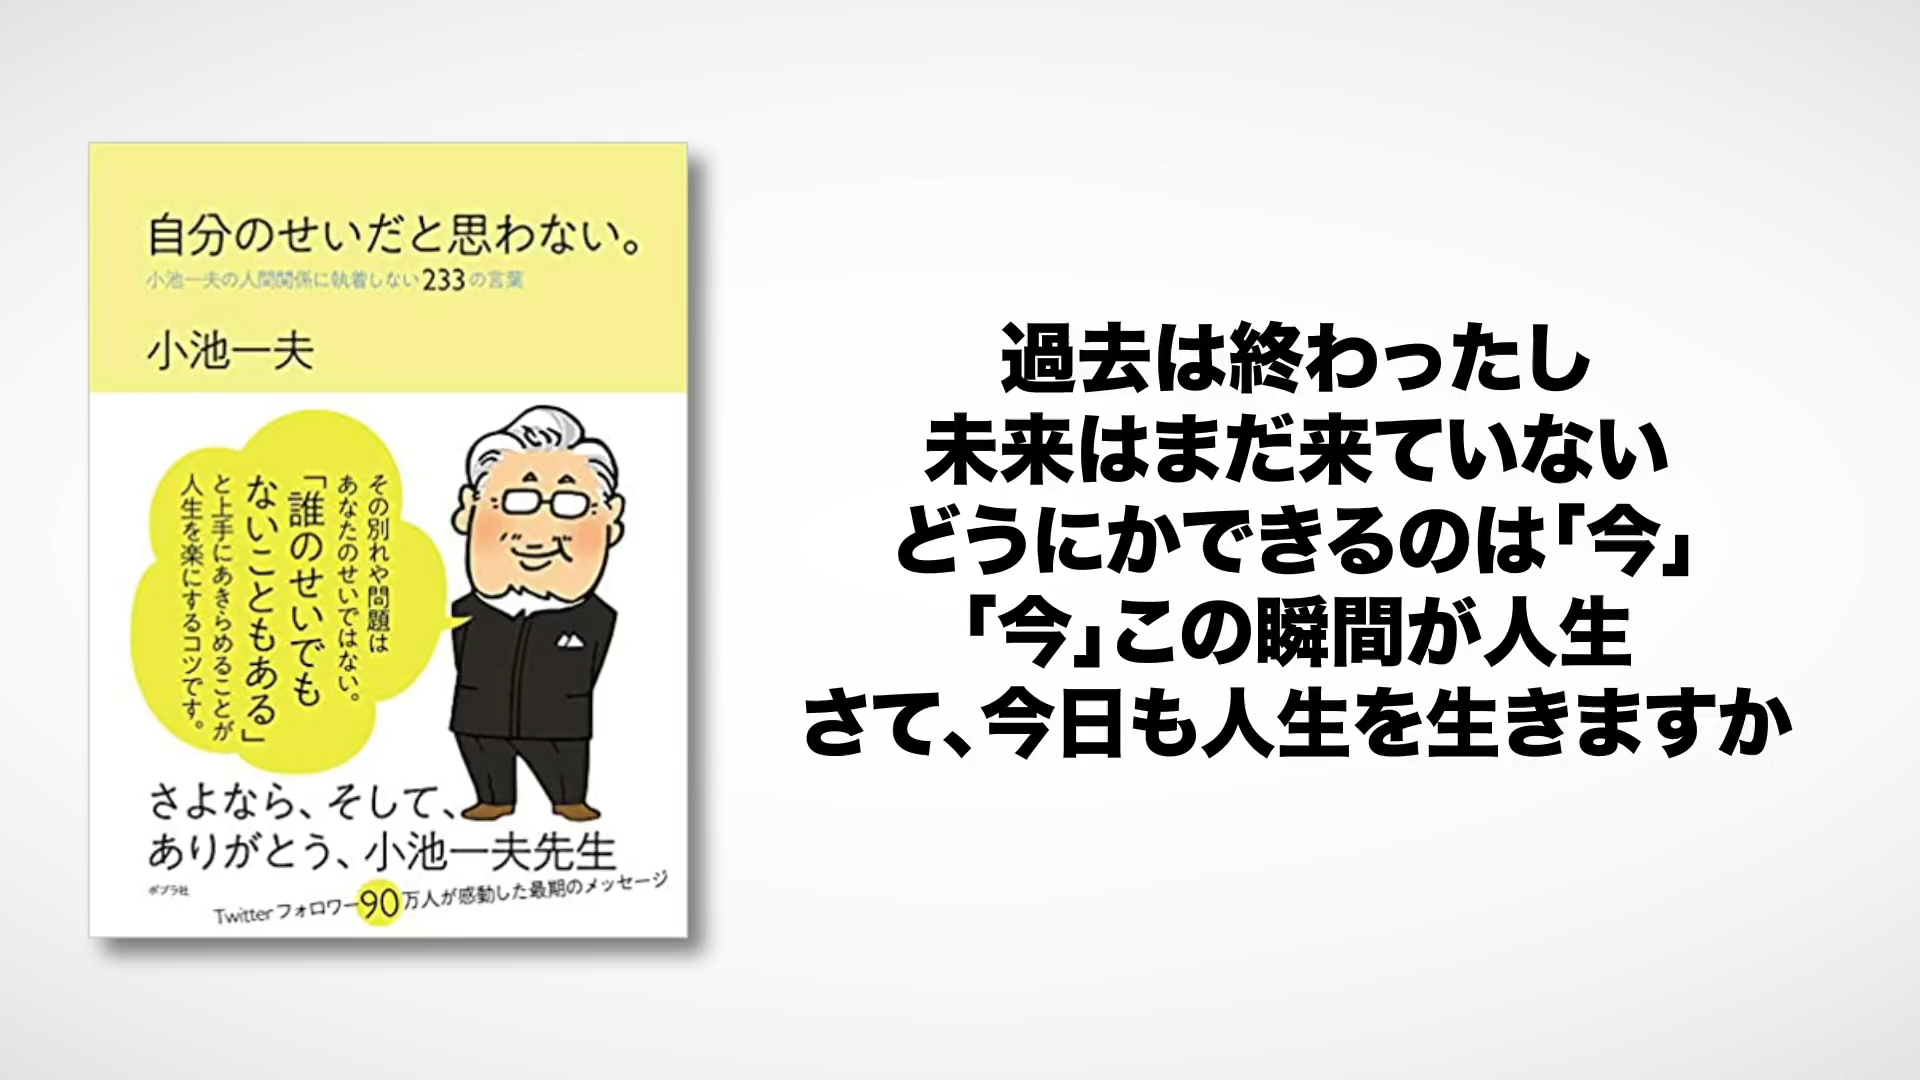 自分のせいだと思わない。
小池一夫の人間関係に執着しない233の言葉
小池一夫
その別れや問題は
あなたのせいではない。
「誰のせいでも
ないこともある」
と上手にあきらめることが
人生を楽にするコツです。
さよなら、そして、
ありがとう、小池一夫先生
ポプラ社
Twitterフォロワー90万人が感動した最期のメッセージ
過去は終わったし
未来はまだ来ていない
どうにかできるのは「今」
「今」この瞬間が人生
さて、今日も人生を生きますか